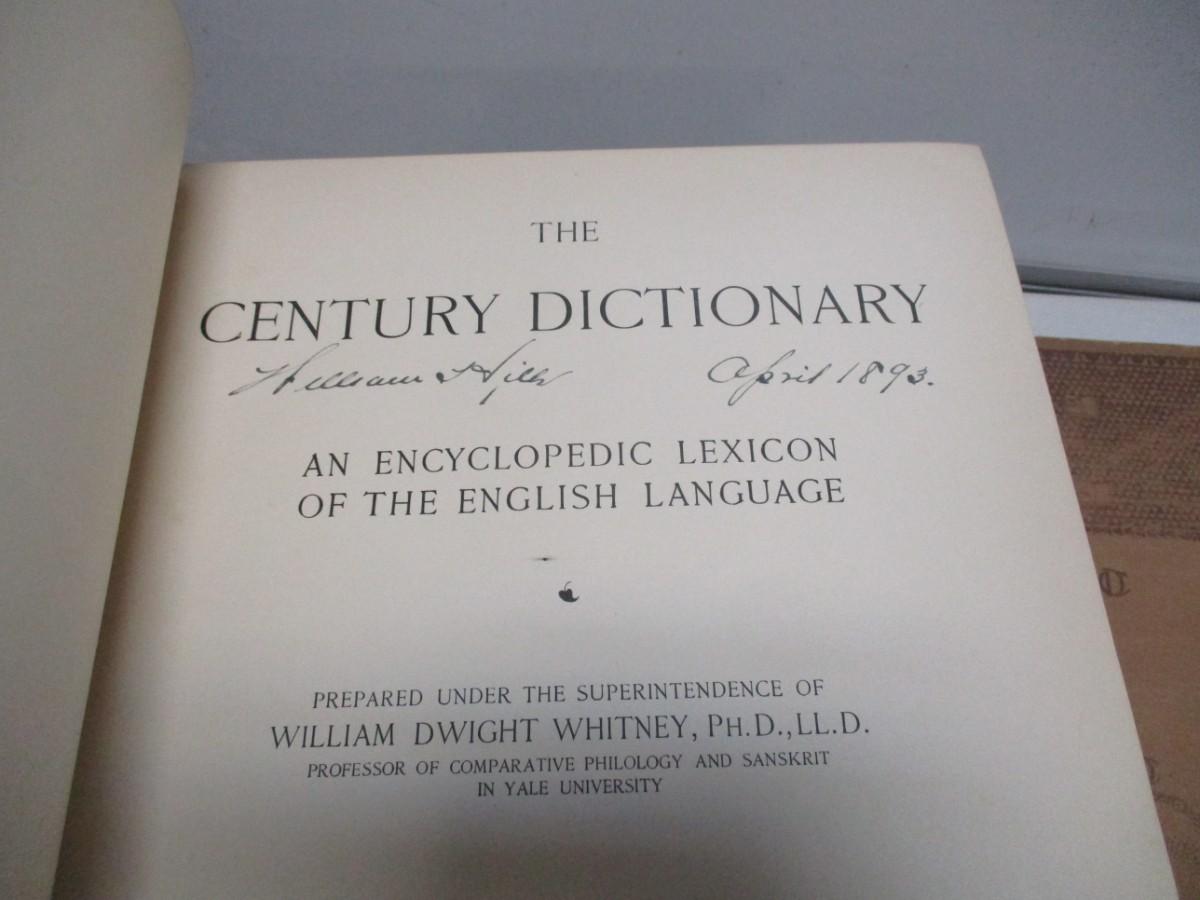 THE
CENTURY DICTIONARY
William Hill April 1893.
AN ENCYCLOPEDIC LEXICON
OF THE ENGLISH LANGUAGE
PREPARED UNDER THE SUPERINTENDENCE OF
WILLIAM DWIGHT WHITNEY, PH.D., LL.D.
PROFESSOR OF COMPARATIVE PHILOLOGY AND SANSKRIT
IN YALE UNIVERSITY